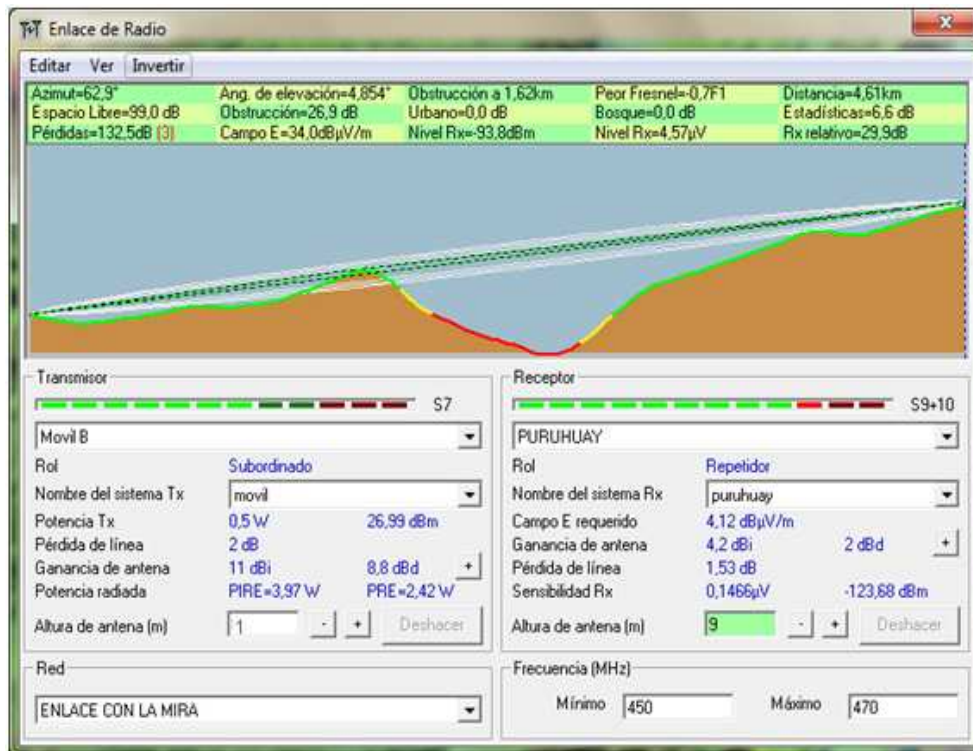 Enlace de Radio
Editar Ver Invertir
Azimut=62,9° Ang. de elevación=4,854° Obstrucción a 1,62km Peor Fresnel=-0,7F1 Distancia=4,61km
Espacio Libre=99,0 dB Obstrucción=26,9 dB Urbano=0,0 dB Bosque=0,0 dB Estadísticas=6,6 dB
Pérdidas=132,5dB (3) Campo E=34,0dBµV/m Nivel Rx=-93,8dBm Nivel Rx=4,57µV Rx relativo=29,9dB
Transmisor
S7
Movil B
Rol Subordinado
Nombre del sistema Tx movil
Potencia Tx 0,5 W 26,99 dBm
Pérdida de línea 2 dB
Ganancia de antena 11 dBi 8,8 dBd +
Potencia radiada PIRE=3,97 W PRE=2,42 W
Altura de antena (m) 1 - + Deshacer
Receptor
S9+10
PURUHUAY
Rol Repetidor
Nombre del sistema Rx puruhuay
Campo E requerido 4,12 dBµV/m
Ganancia de antena 4,2 dBi 2 dBd +
Pérdida de línea 1,53 dB
Sensibilidad Rx 0,1466µV -123,68 dBm
Altura de antena (m) 9 - + Deshacer
Red
ENLACE CON LA MIRA
Frecuencia (MHz)
Mínimo 450 Máximo 470